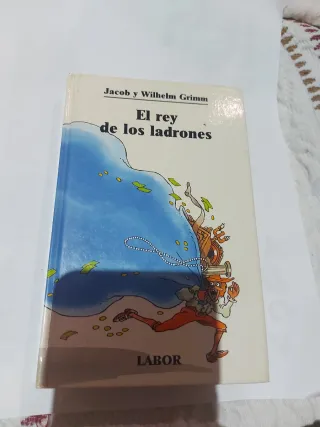 Jacob y Wilhelm Grimm
El rey
de los ladrones
LABOR